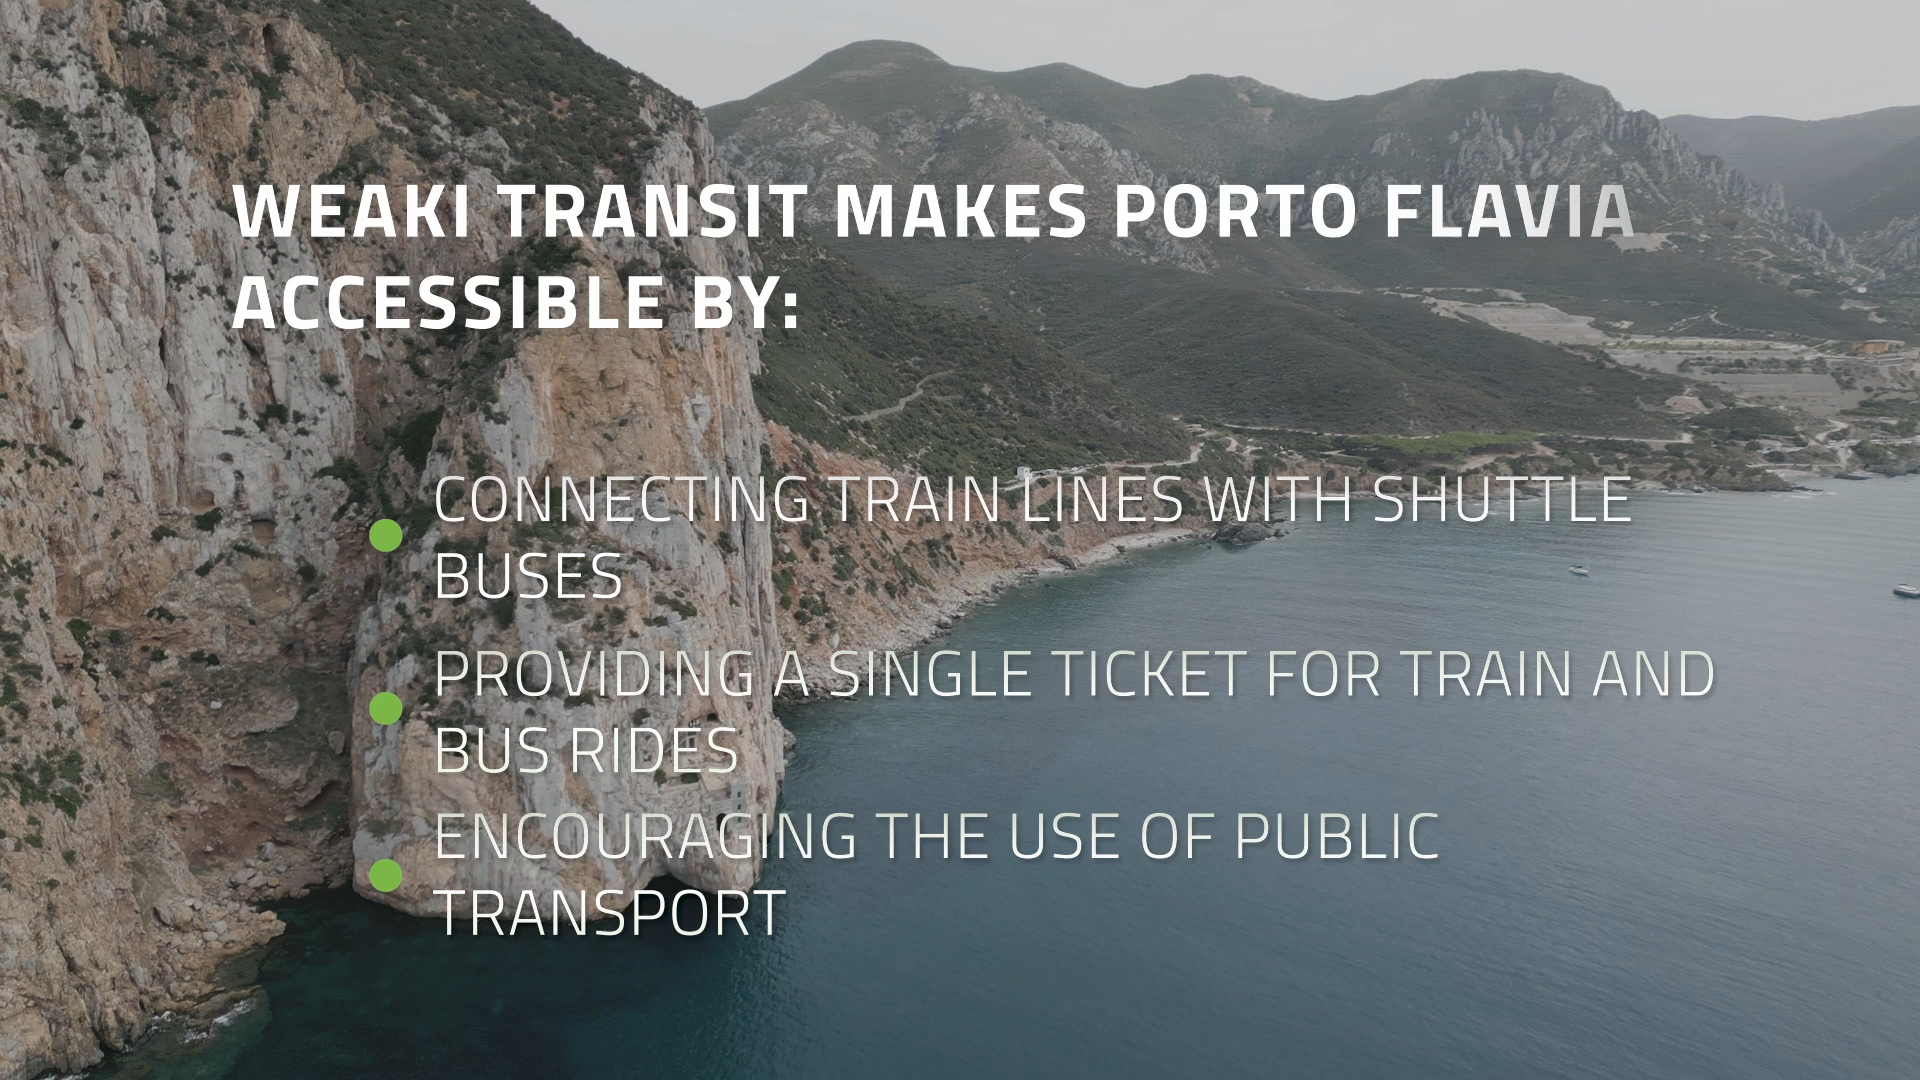 WEAKI TRANSIT MAKES PORTO FLAVIA
ACCESSIBLE BY:
CONNECTING TRAIN LINES WITH SHUTTLE
BUSES
PROVIDING A SINGLE TICKET FOR TRAIN AND
BUS RIDES
ENCOURAGING THE USE OF PUBLIC
TRANSPORT